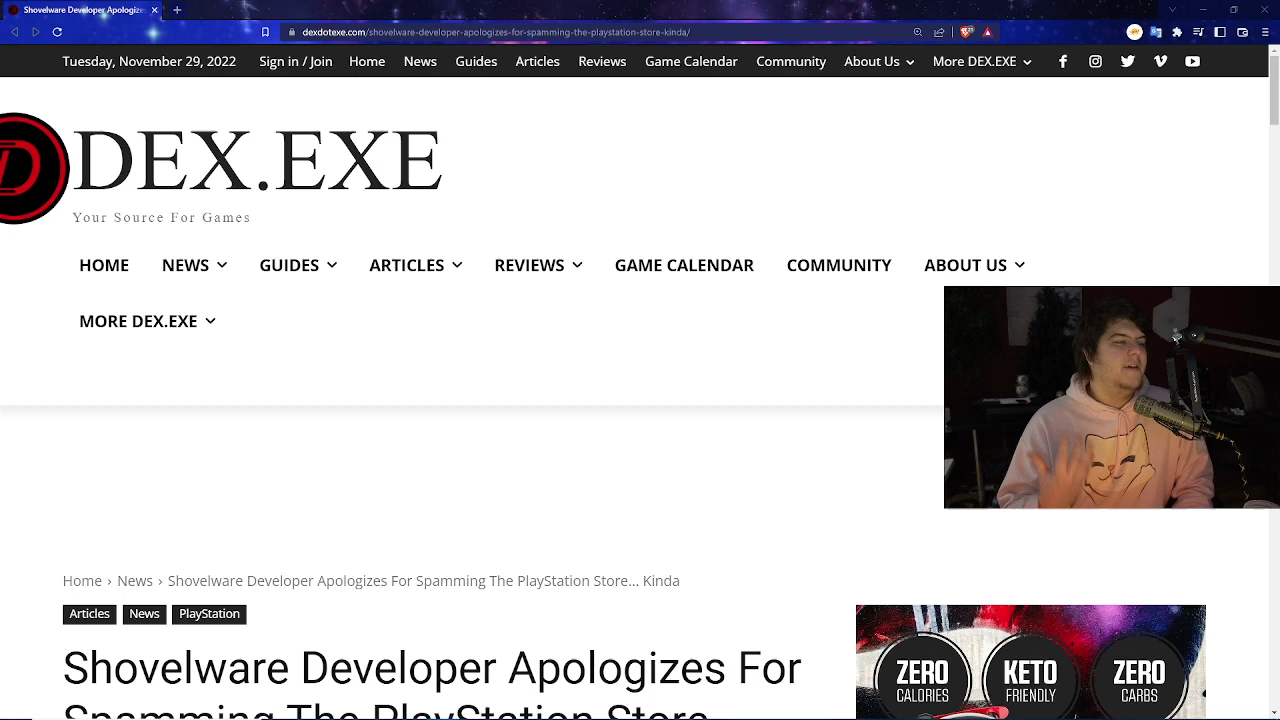 Shovelware Developer Apologizes
dexdotexe.com/shovelware-developer-apologizes-for-spamming-the-playstation-store-kinda/
Tuesday, November 29, 2022 Sign in / Join Home News Guides Articles Reviews Game Calendar Community About Us More DEX.EXE
D
DEX.EXE
Your Source For Games
HOME NEWS GUIDES ARTICLES REVIEWS GAME CALENDAR COMMUNITY ABOUT US
MORE DEX.EXE
Home › News › Shovelware Developer Apologizes For Spamming The PlayStation Store... Kinda
Articles News PlayStation
Shovelware Developer Apologizes For
Spamming The PlayStation Store
ZERO CALORIES
KETO FRIENDLY
ZERO CARBS